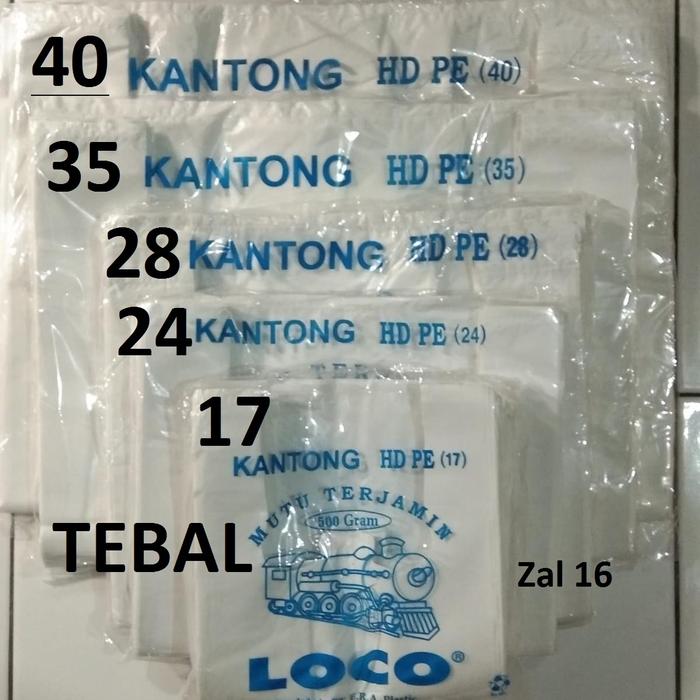 40 KANTONG HD PE (40)
35 KANTONG HD PE (35)
28 KANTONG HD PE (28)
24 KANTONG HD PE (24)
17
KANTONG HD PE (17)
MUTU TERJAMIN
500 Gram
TEBAL
Zal 16
LOCO®